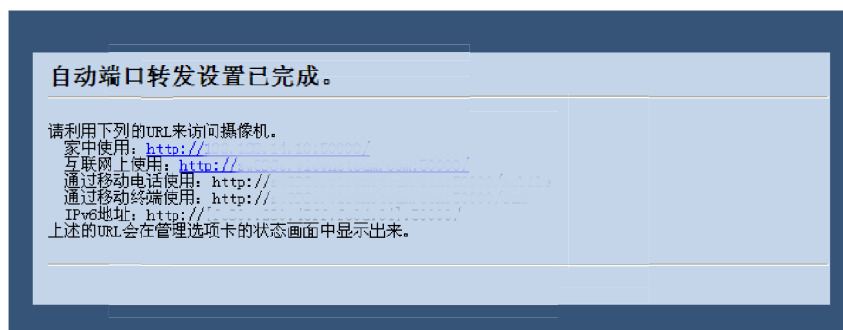 自动端口转发设置已完成。
请利用下列的URL来访问摄像机。
家中使用：http://
互联网上使用：http://
通过移动电话使用：http://
通过移动终端使用：http://
IPv6地址：http://
上述的URL会在管理选项卡的状态画面中显示出来。